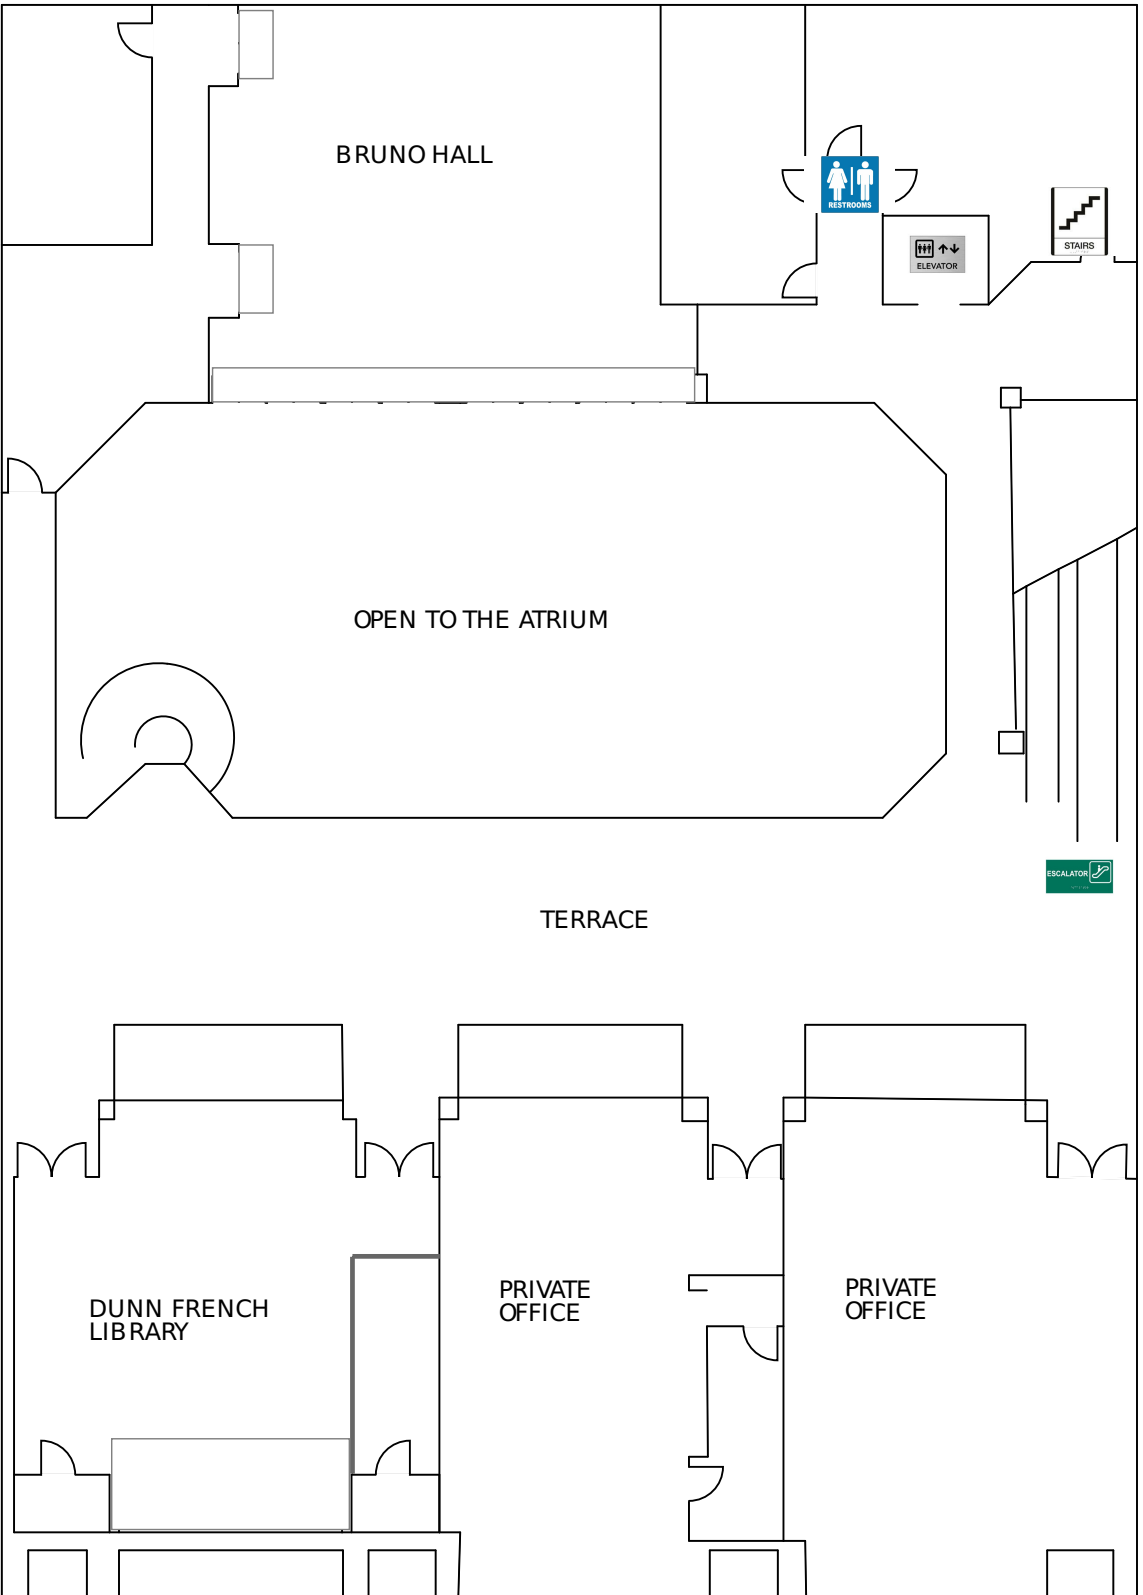 BRUNO HALL
RESTROOMS
STAIRS
ELEVATOR
OPEN TO THE ATRIUM
ESCALATOR
TERRACE
DUNN FRENCH
LIBRARY
PRIVATE
OFFICE
PRIVATE
OFFICE